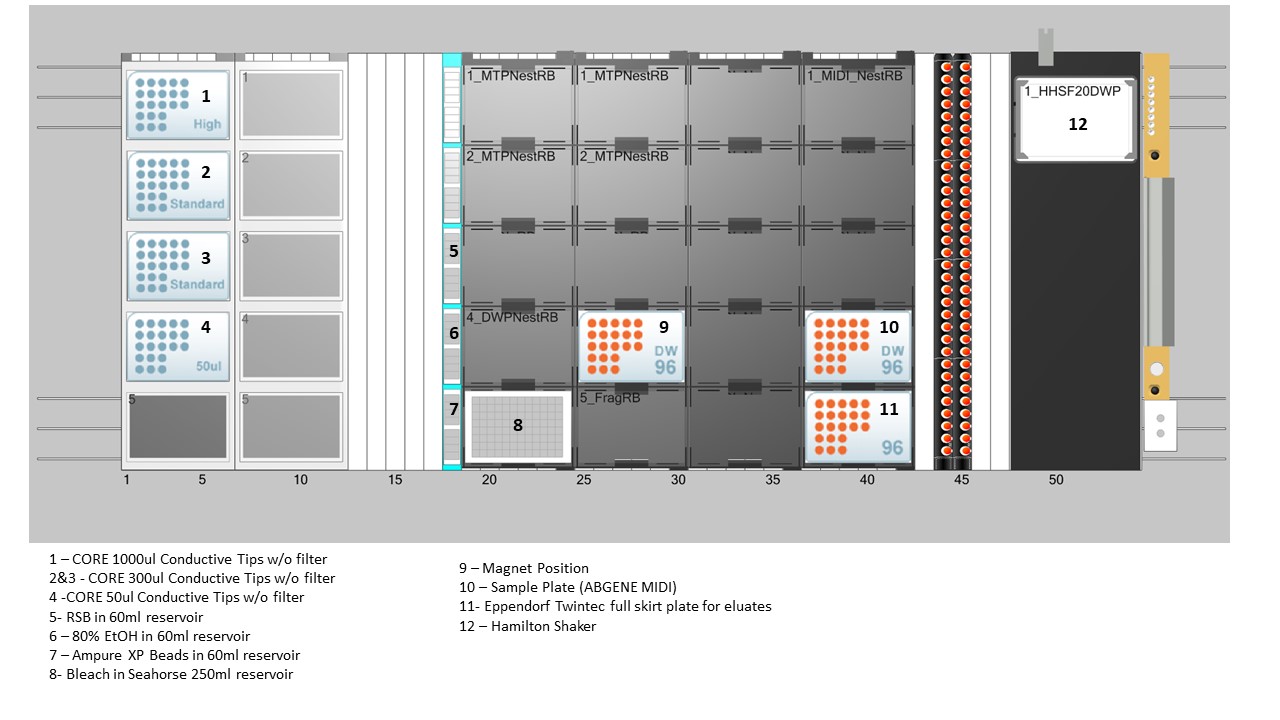 1
High
1
1_MTPNestRB
1_MTPNestRB
1_MIDI_NestRB
1_HHSF20DWP
12
2
Standard
2
2_MTPNestRB
2_MTPNestRB
3
Standard
3
5
4
50ul
4
6
4_DWPNestRB
9
DW
96
10
DW
96
5
5
7
8
5_FragRB
11
96
1 5 10 15 20 25 30 35 40 45 50
1 – CORE 1000ul Conductive Tips w/o filter
2&3 - CORE 300ul Conductive Tips w/o filter
4 -CORE 50ul Conductive Tips w/o filter
5- RSB in 60ml reservoir
6 – 80% EtOH in 60ml reservoir
7 – Ampure XP Beads in 60ml reservoir
8- Bleach in Seahorse 250ml reservoir
9 – Magnet Position
10 – Sample Plate (ABGENE MIDI)
11- Eppendorf Twintec full skirt plate for eluates
12 – Hamilton Shaker